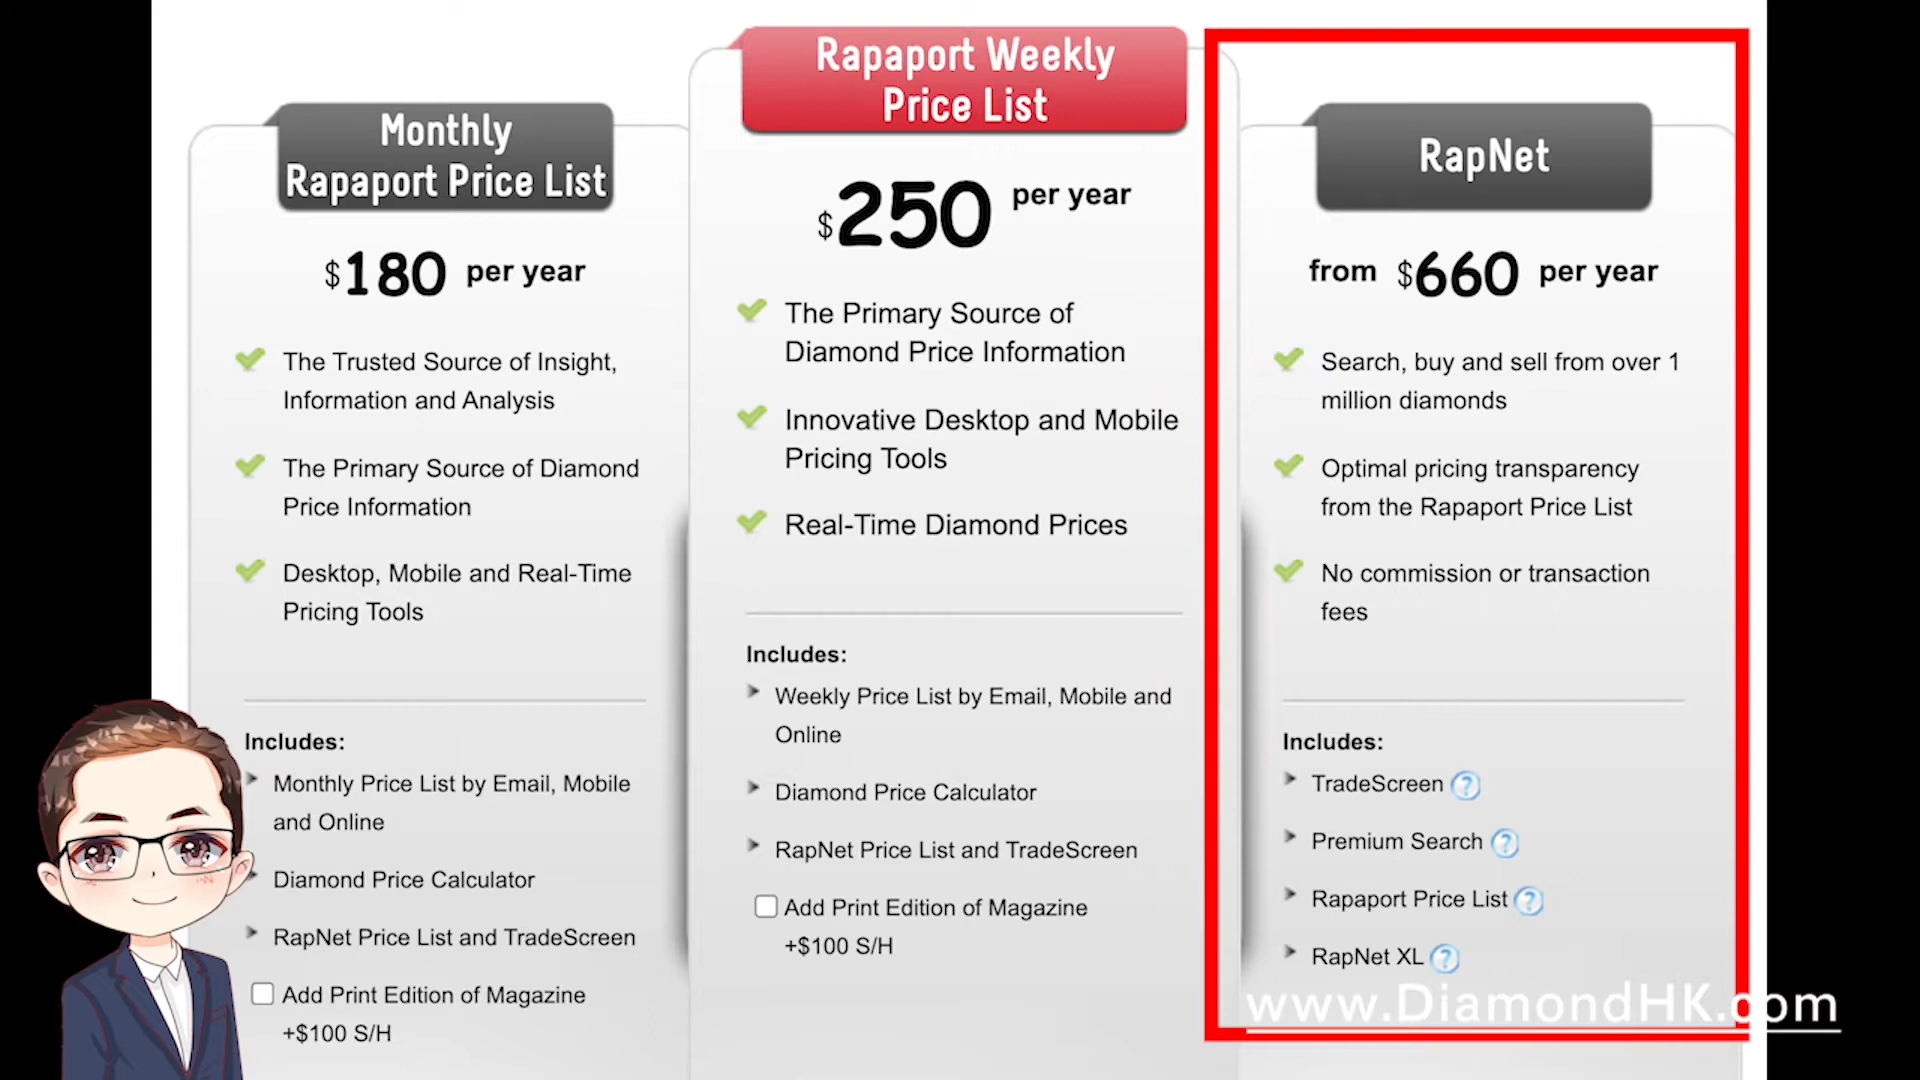 Monthly
Rapaport Price List
$180 per year
The Trusted Source of Insight,
Information and Analysis
The Primary Source of Diamond
Price Information
Desktop, Mobile and Real-Time
Pricing Tools
Includes:
Monthly Price List by Email, Mobile
and Online
Diamond Price Calculator
RapNet Price List and TradeScreen
Add Print Edition of Magazine
+$100 S/H
Rapaport Weekly
Price List
$250 per year
The Primary Source of
Diamond Price Information
Innovative Desktop and Mobile
Pricing Tools
Real-Time Diamond Prices
Includes:
Weekly Price List by Email, Mobile and
Online
Diamond Price Calculator
RapNet Price List and TradeScreen
Add Print Edition of Magazine
+$100 S/H
RapNet
from $660 per year
Search, buy and sell from over 1
million diamonds
Optimal pricing transparency
from the Rapaport Price List
No commission or transaction
fees
Includes:
TradeScreen ?
Premium Search ?
Rapaport Price List ?
RapNet XL ?
www.DiamondHK.com